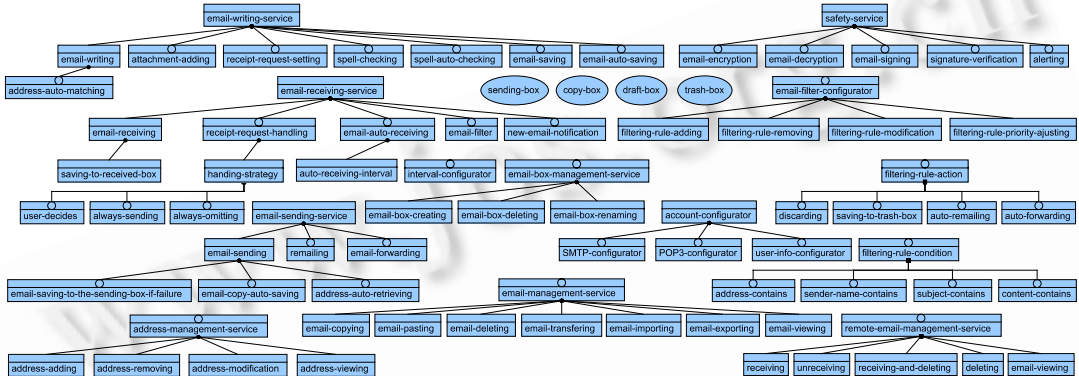 email-writing-service
safety-service
email-writing
attachment-adding
receipt-request-setting
spell-checking
spell-auto-checking
email-saving
email-auto-saving
email-encryption
email-decryption
email-signing
signature-verification
alerting
address-auto-matching
email-receiving-service
sending-box
copy-box
draft-box
trash-box
email-filter-configurator
email-receiving
receipt-request-handling
email-auto-receiving
email-filter
new-email-notification
filtering-rule-adding
filtering-rule-removing
filtering-rule-modification
filtering-rule-priority-ajusting
saving-to-received-box
handing-strategy
auto-receiving-interval
interval-configurator
email-box-management-service
filtering-rule-action
user-decides
always-sending
always-omitting
email-sending-service
email-box-creating
email-box-deleting
email-box-renaming
account-configurator
discarding
saving-to-trash-box
auto-remailing
auto-forwarding
email-sending
remailing
email-forwarding
SMTP-configurator
POP3-configurator
user-info-configurator
filtering-rule-condition
email-saving-to-the-sending-box-if-failure
email-copy-auto-saving
address-auto-retrieving
email-management-service
address-contains
sender-name-contains
subject-contains
content-contains
address-management-service
email-copying
email-pasting
email-deleting
email-transfering
email-importing
email-exporting
email-viewing
remote-email-management-service
address-adding
address-removing
address-modification
address-viewing
receiving
unreceiving
receiving-and-deleting
deleting
email-viewing